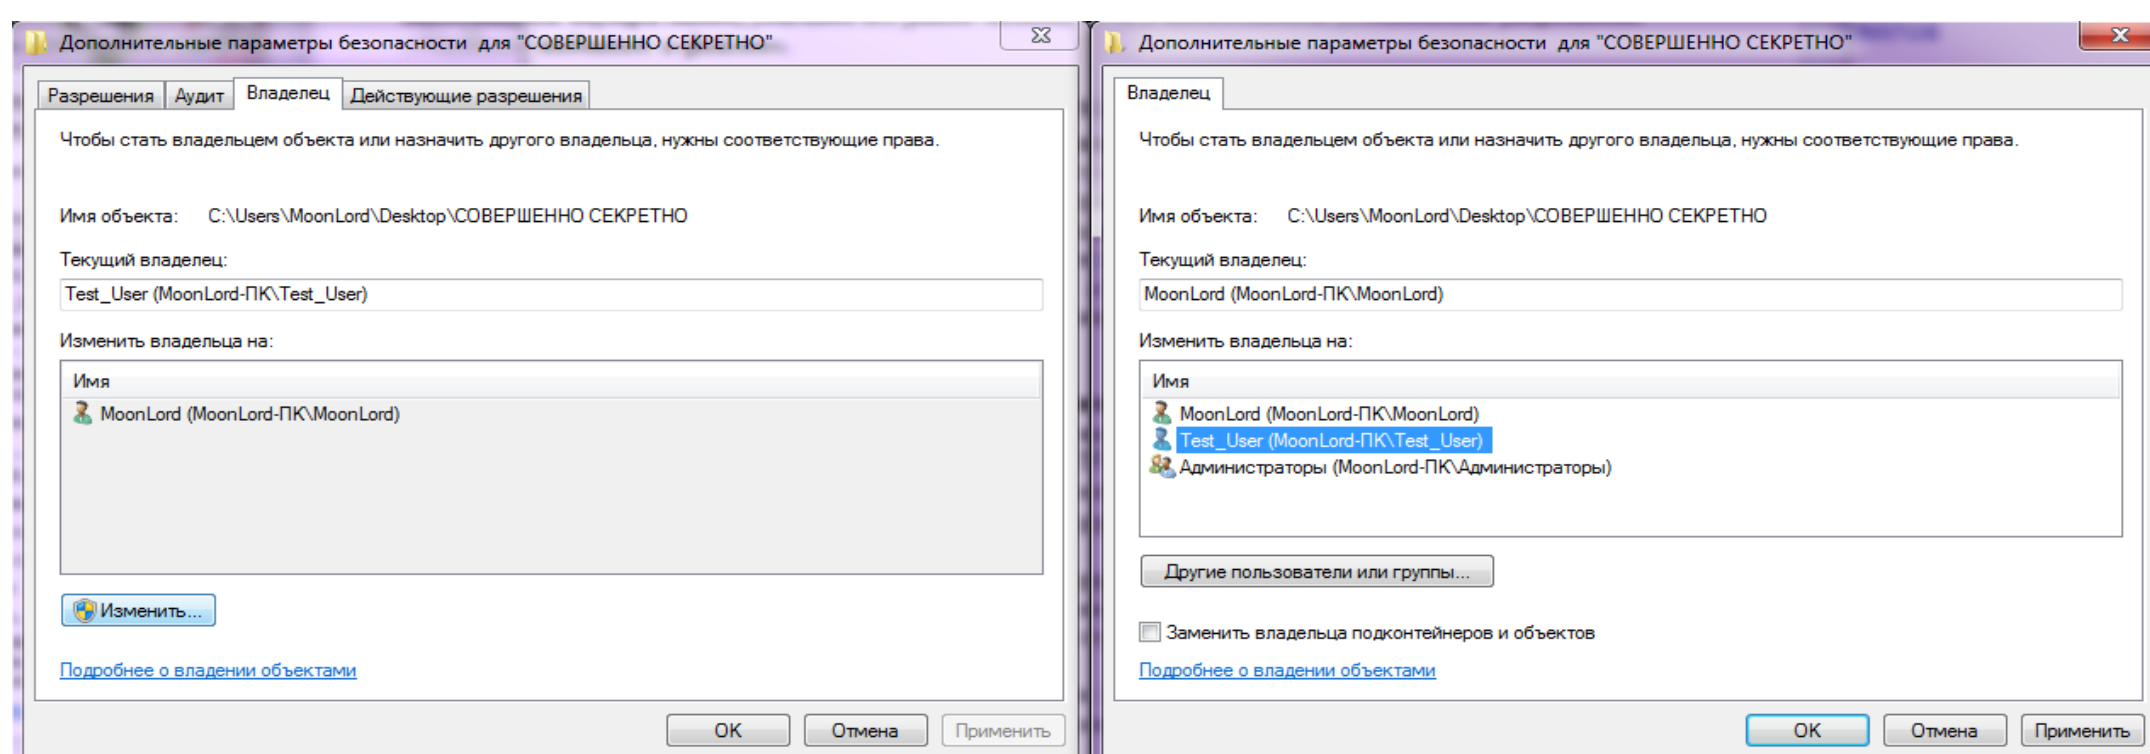 Дополнительные параметры безопасности для "СОВЕРШЕННО СЕКРЕТНО"
Разрешения Аудит Владелец Действующие разрешения
Чтобы стать владельцем объекта или назначить другого владельца, нужны соответствующие права.
Имя объекта: C:\Users\MoonLord\Desktop\СОВЕРШЕННО СЕКРЕТНО
Текущий владелец:
Test_User (MoonLord-ПК\Test_User)
Изменить владельца на:
Имя
MoonLord (MoonLord-ПК\MoonLord)
Изменить...
Подробнее о владении объектами
ОК Отмена Применить
Дополнительные параметры безопасности для "СОВЕРШЕННО СЕКРЕТНО"
Владелец
Чтобы стать владельцем объекта или назначить другого владельца, нужны соответствующие права.
Имя объекта: C:\Users\MoonLord\Desktop\СОВЕРШЕННО СЕКРЕТНО
Текущий владелец:
MoonLord (MoonLord-ПК\MoonLord)
Изменить владельца на:
Имя
MoonLord (MoonLord-ПК\MoonLord)
Test_User (MoonLord-ПК\Test_User)
Администраторы (MoonLord-ПК\Администраторы)
Другие пользователи или группы...
Заменить владельца подконтейнеров и объектов
Подробнее о владении объектами
ОК Отмена Применить